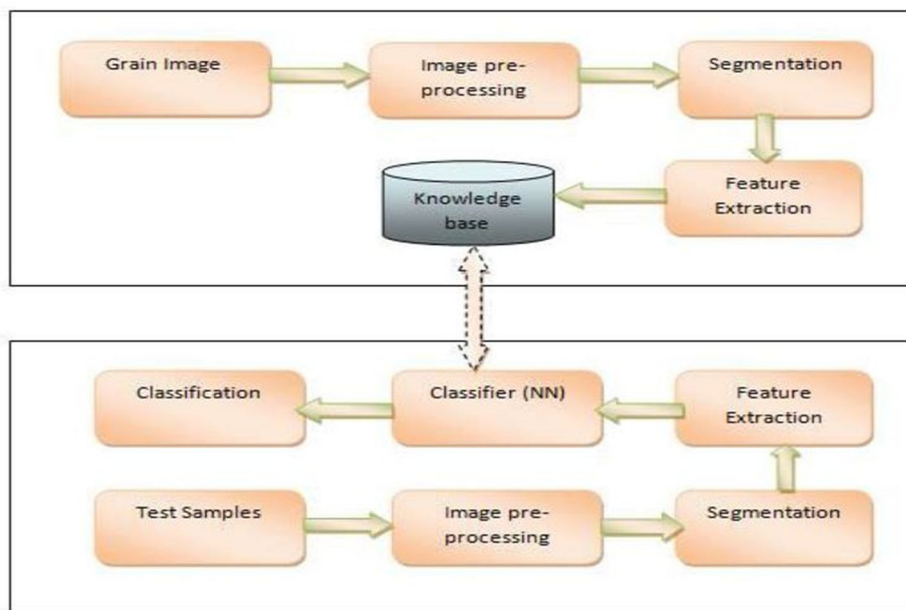 Grain Image
Image pre-
processing
Segmentation
Feature
Extraction
Knowledge
base
Classification
Classifier (NN)
Feature
Extraction
Test Samples
Image pre-
processing
Segmentation